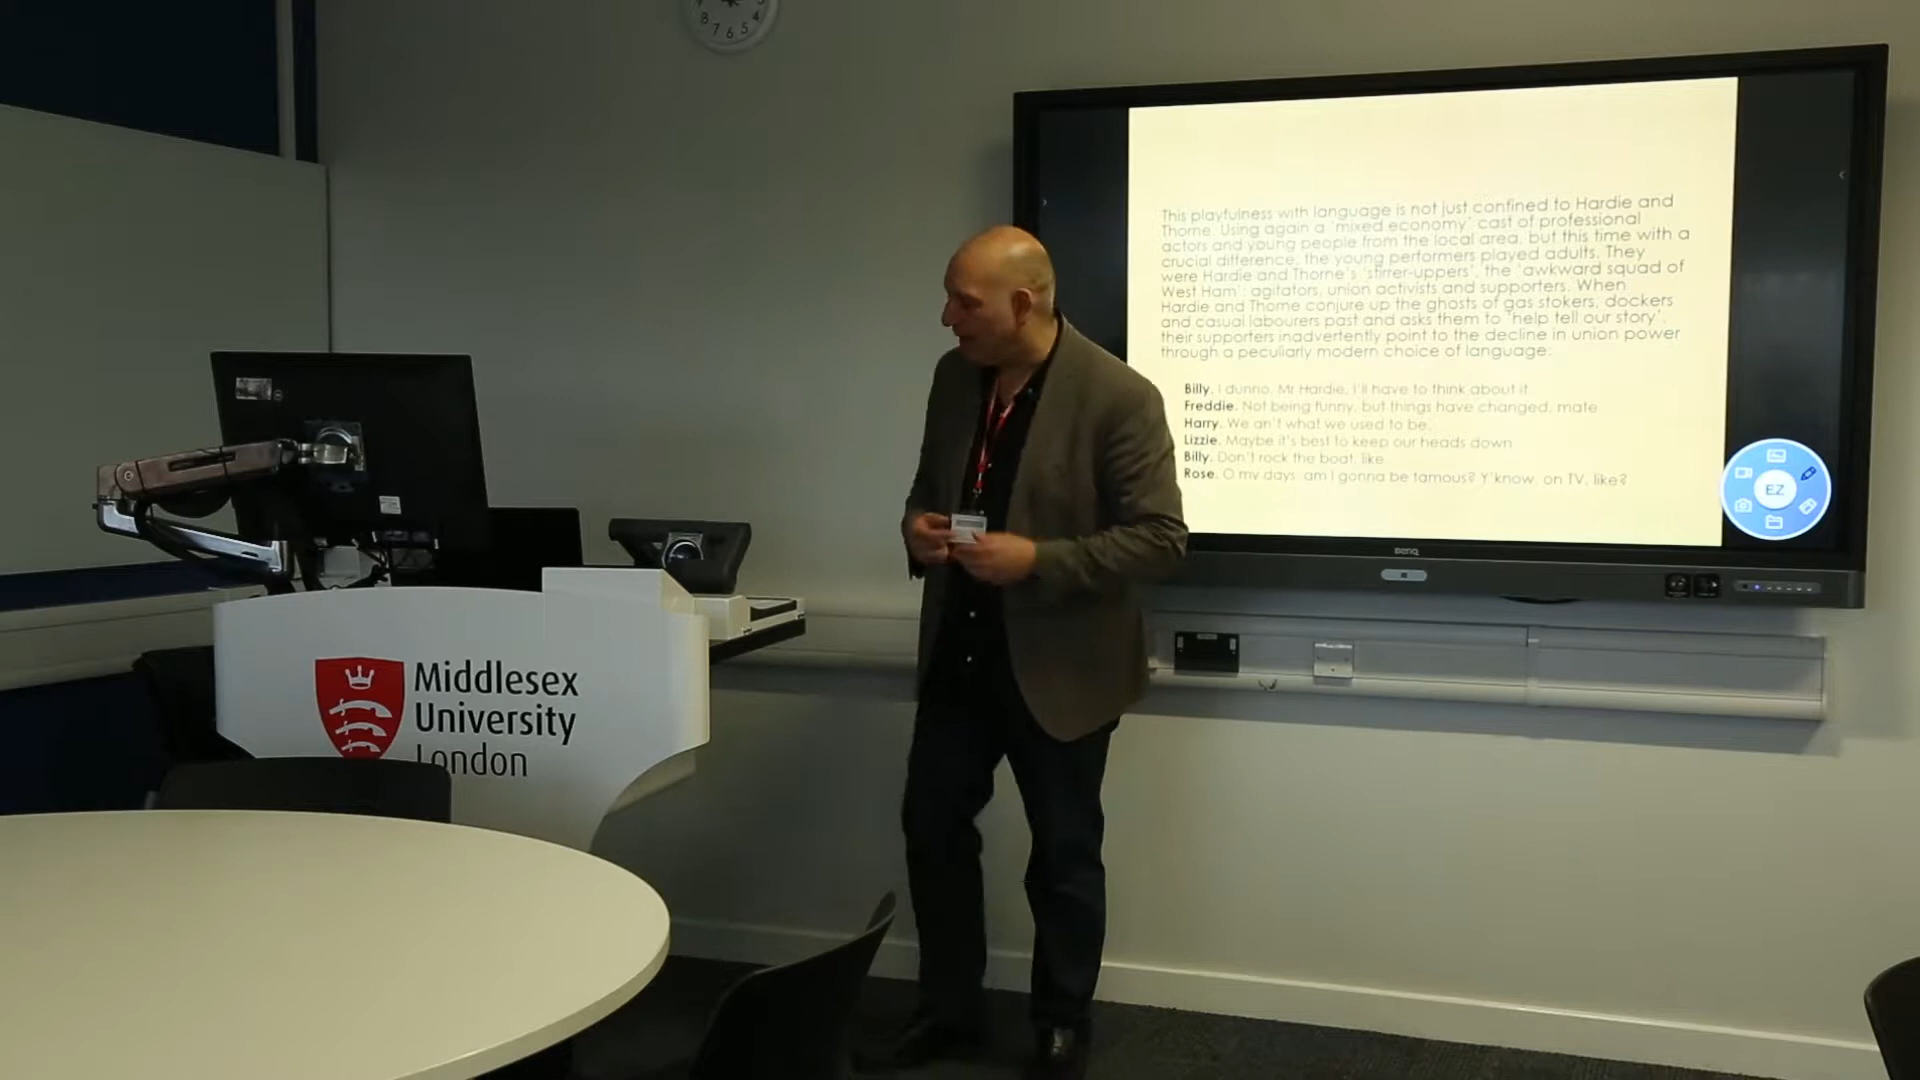 8 7 6 5 4
This playfulness with language is not just confined to Hardie and
Thorne. Using again a 'mixed economy' cast of professional
actors and young people from the local area, but this time with a
crucial difference, the young performers played adults. They
were Hardie and Thorne's 'stirrer-uppers', the 'awkward squad of
West Ham': agitators, union activists and supporters. When
Hardie and Thorne conjure up the ghosts of gas stokers, dockers
and casual labourers past and asks them to 'help tell our story',
their supporters inadvertently point to the decline in union power
through a peculiarly modern choice of language:
Billy. I dunno, Mr Hardie, I'll have to think about it
Freddie. Not being funny, but things have changed, mate
Harry. We an't what we used to be.
Lizzie. Maybe it's best to keep our heads down
Billy. Don't rock the boat, like
Rose. O my days, am I gonna be famous? Y'know, on TV, like?
EZ
BenQ
Middlesex
University
London